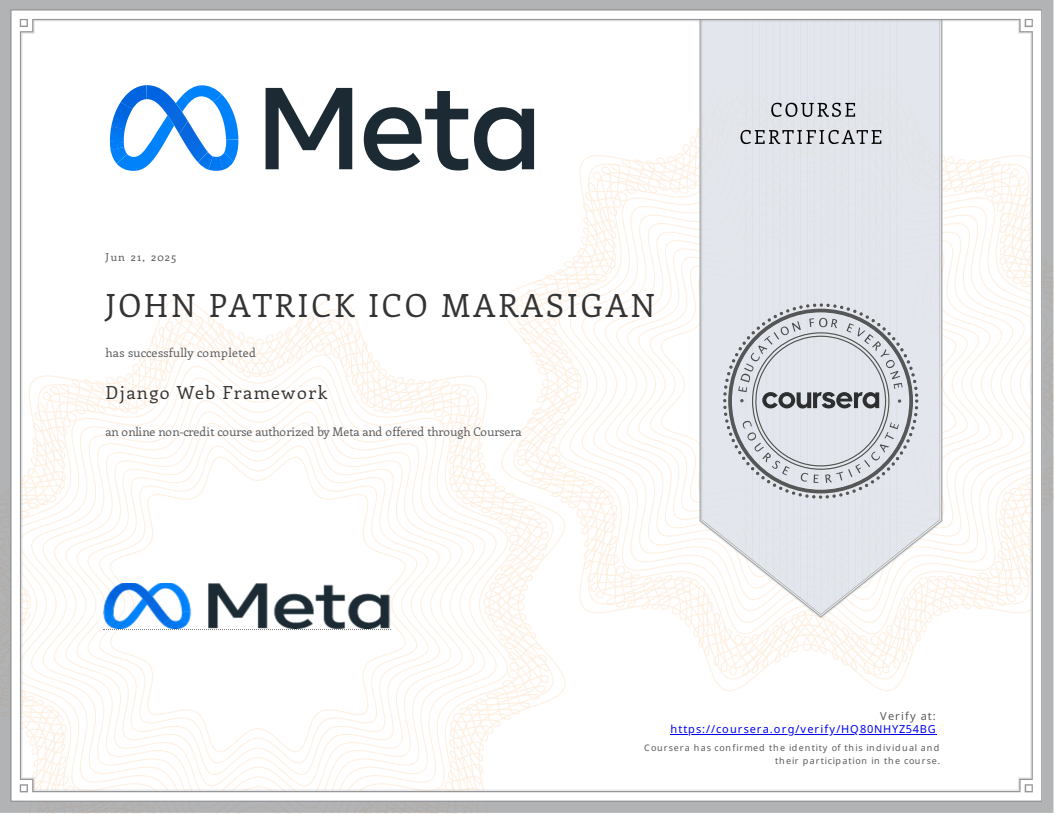 Meta
COURSE
CERTIFICATE
Jun 21, 2025
JOHN PATRICK ICO MARASIGAN
has successfully completed
Django Web Framework
an online non-credit course authorized by Meta and offered through Coursera
EDUCATION FOR EVERYONE
coursera
COURSE CERTIFICATE
Meta
Verify at:
https://coursera.org/verify/HQ80NHYZ54BG
Coursera has confirmed the identity of this individual and
their participation in the course.